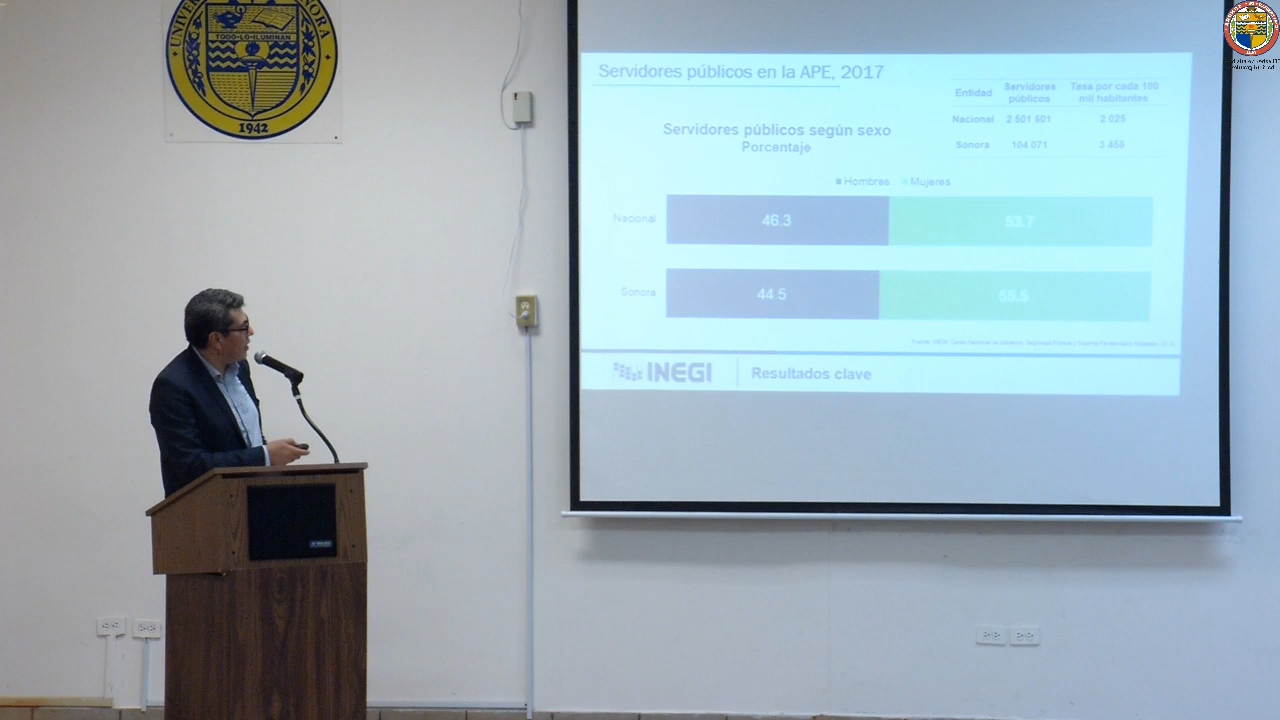 TODO·LO·ILUMINAN
1942
Servidores públicos en la APE, 2017
Entidad Servidores públicos Tasa por cada 100 mil habitantes
Nacional 2 501 501 2 025
Sonora 104 071
Servidores públicos según sexo
Porcentaje
Hombres Mujeres
Nacional 46.3 53.7
Sonora 44.5 55.5
INEGI Resultados clave